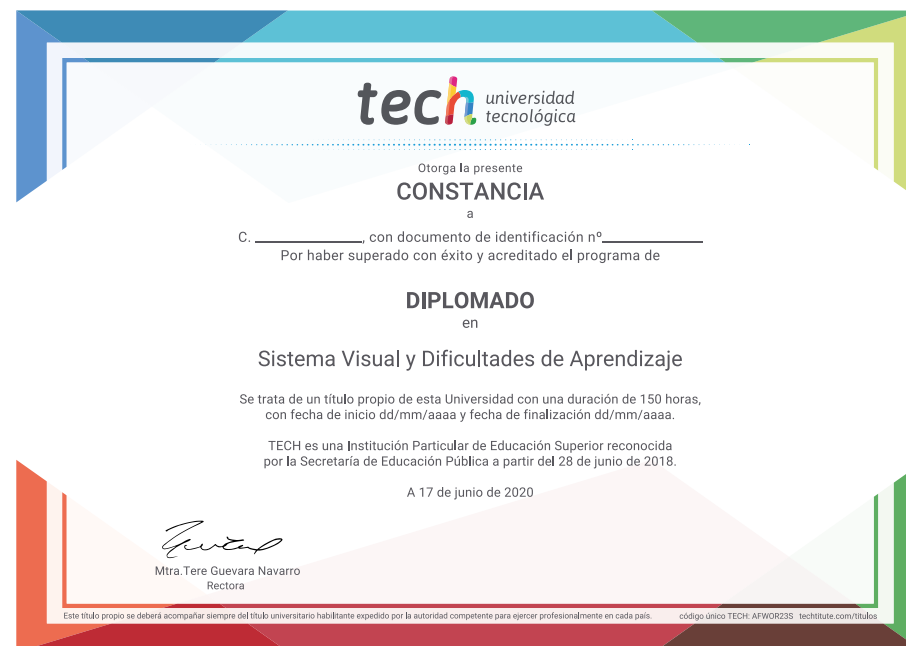 tech universidad
tecnológica
Otorga la presente
CONSTANCIA
a
C. ______________, con documento de identificación nº______________
Por haber superado con éxito y acreditado el programa de
DIPLOMADO
en
Sistema Visual y Dificultades de Aprendizaje
Se trata de un título propio de esta Universidad con una duración de 150 horas,
con fecha de inicio dd/mm/aaaa y fecha de finalización dd/mm/aaaa.
TECH es una Institución Particular de Educación Superior reconocida
por la Secretaría de Educación Pública a partir del 28 de junio de 2018.
A 17 de junio de 2020
Mtra.Tere Guevara Navarro
Rectora
Este título propio se deberá acompañar siempre del título universitario habilitante expedido por la autoridad competente para ejercer profesionalmente en cada país. código único TECH: AFWOR23S techtitute.com/titulos